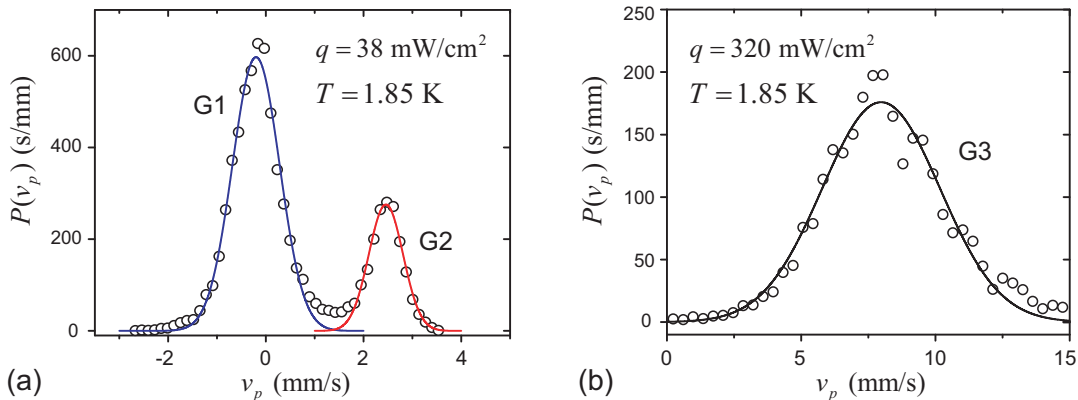 q = 38 mW/cm²
T = 1.85 K
G1
G2
P(v_p) (s/mm)
600
400
200
0
-2
0
2
4
v_p (mm/s)
(a)
q = 320 mW/cm²
T = 1.85 K
G3
P(v_p) (s/mm)
250
200
150
100
50
0
0
5
10
15
v_p (mm/s)
(b)